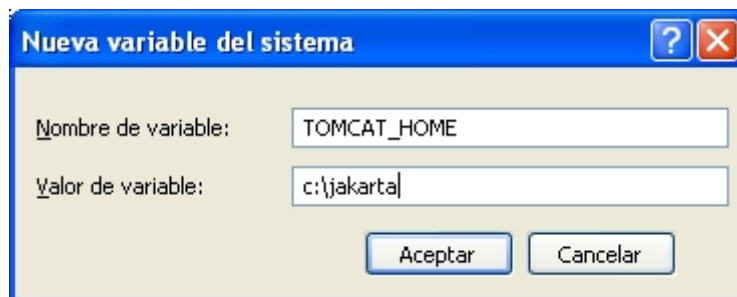 Nueva variable del sistema
Nombre de variable: TOMCAT_HOME
Valor de variable: c:\jakarta
Aceptar Cancelar